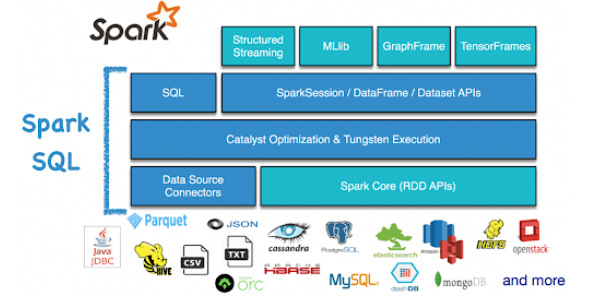 Spark
Structured
Streaming
MLlib
GraphFrame
TensorFrames
Spark
SQL
SQL
SparkSession / DataFrame / Dataset APIs
Catalyst Optimization & Tungsten Execution
Data Source
Connectors
Spark Core (RDD APIs)
Parquet
JSON
cassandra
PostgreSQL
elasticsearch
Amazon
HDFS
openstack
Java
JDBC
HIVE
CSV
TXT
orc
APACHE
HBASE
MySQL
dashDB
mongoDB
and more